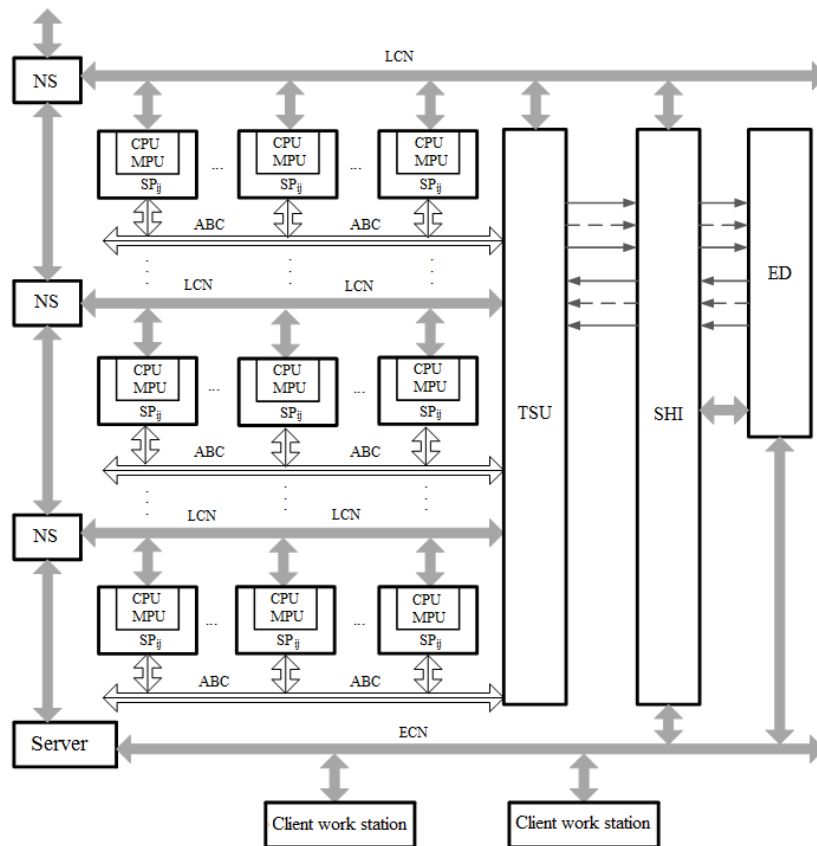 LCN
NS
CPU CPU CPU
MPU MPU MPU
SPij ... SPij ... SPij
ABC ABC
ED
NS
LCN LCN
CPU CPU CPU
MPU MPU MPU
SPij ... SPij ... SPij
TSU SHI
ABC ABC
LCN LCN
NS
CPU CPU CPU
MPU MPU MPU
SPij ... SPij ... SPij
ABC ABC
Server
ECN
Client work station Client work station